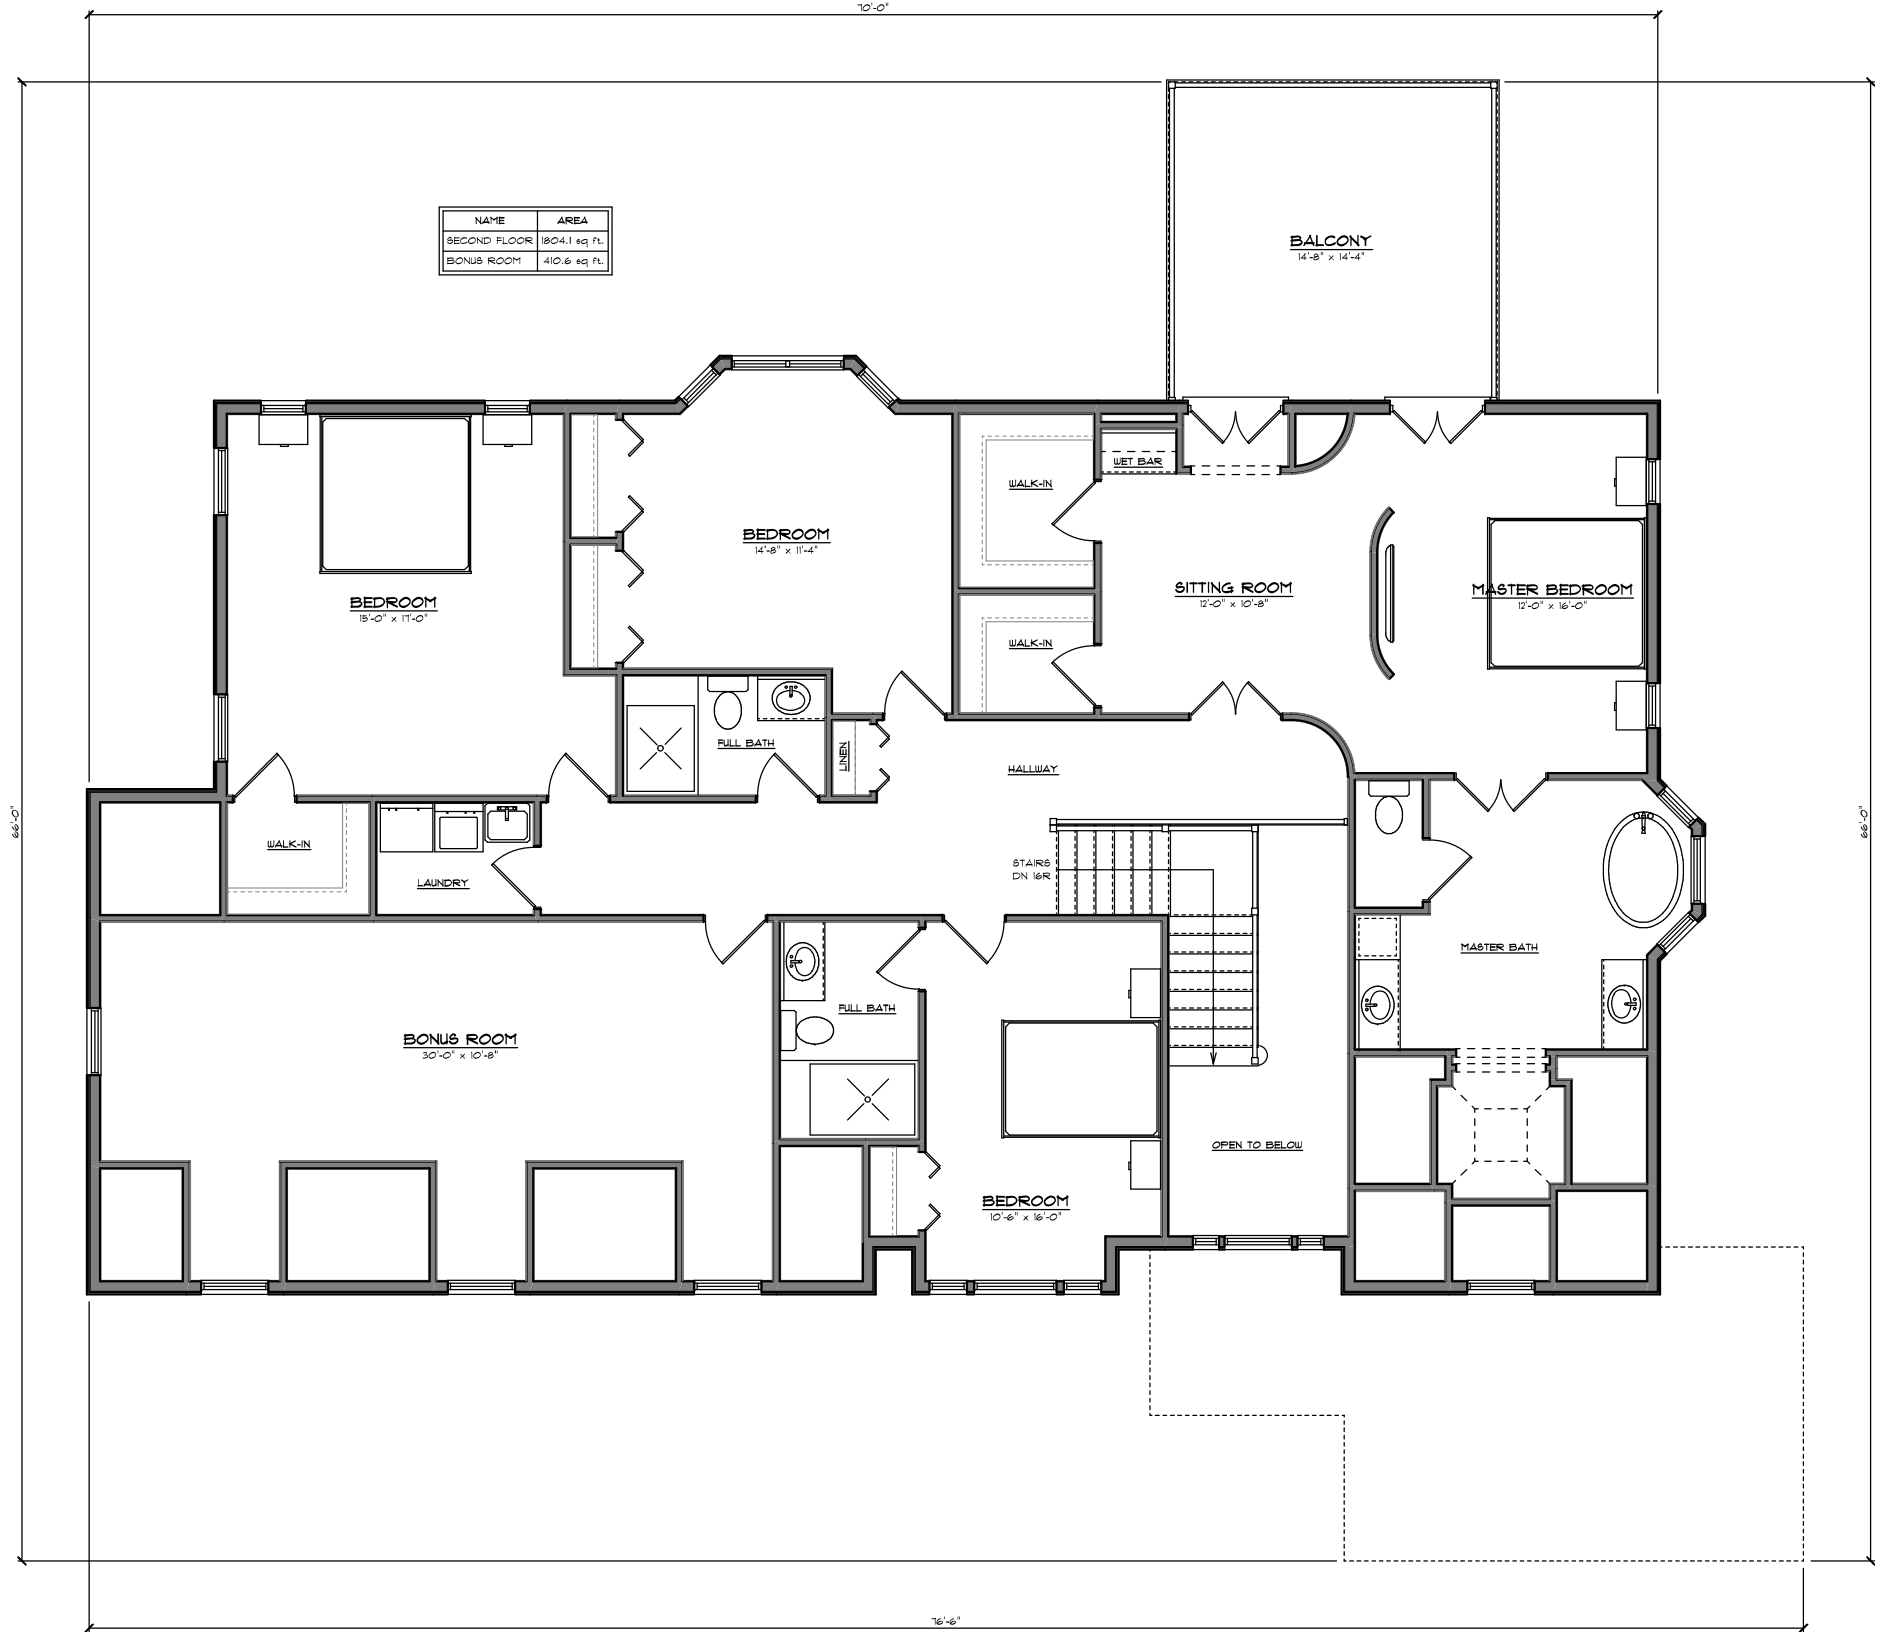 70'-0"
NAME AREA
SECOND FLOOR 1804.1 sq ft.
BONUS ROOM 410.6 sq ft.
BALCONY
14'-8" x 14'-4"
WET BAR
WALK-IN
BEDROOM
14'-8" x 11'-4"
BEDROOM
15'-0" x 17'-0"
SITTING ROOM
12'-0" x 10'-8"
MASTER BEDROOM
12'-0" x 16'-0"
WALK-IN
FULL BATH
LINEN
HALLWAY
66'-0"
66'-0"
WALK-IN
LAUNDRY
STAIRS
DN 16R
MASTER BATH
FULL BATH
BONUS ROOM
30'-0" x 10'-8"
OPEN TO BELOW
BEDROOM
10'-6" x 16'-0"
76'-6"